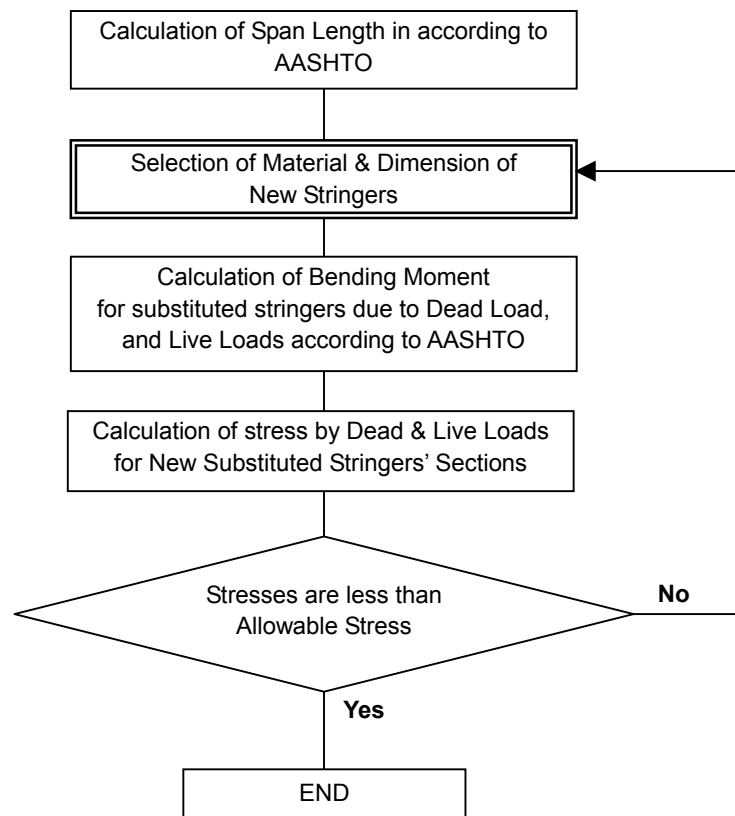 Calculation of Span Length in according to
AASHTO
Selection of Material & Dimension of
New Stringers
Calculation of Bending Moment
for substituted stringers due to Dead Load,
and Live Loads according to AASHTO
Calculation of stress by Dead & Live Loads
for New Substituted Stringers’ Sections
Stresses are less than
Allowable Stress
No
Yes
END